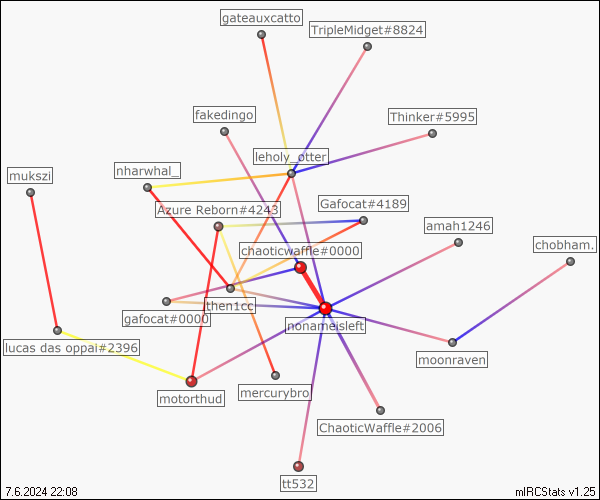 gateauxcatto
TripleMidget#8824
fakedingo
Thinker#5995
leholy_otter
mukszi
nharwhal_
Azure Reborn#4243
Gafocat#4189
amah1246
chaoticwaffle#0000
chobham.
then1cc
gafocat#0000
nonameisleft
lucas das oppai#2396
moonraven
motorthud
mercurybro
ChaoticWaffle#2006
tt532
7.6.2024 22:08
mIRCStats v1.25